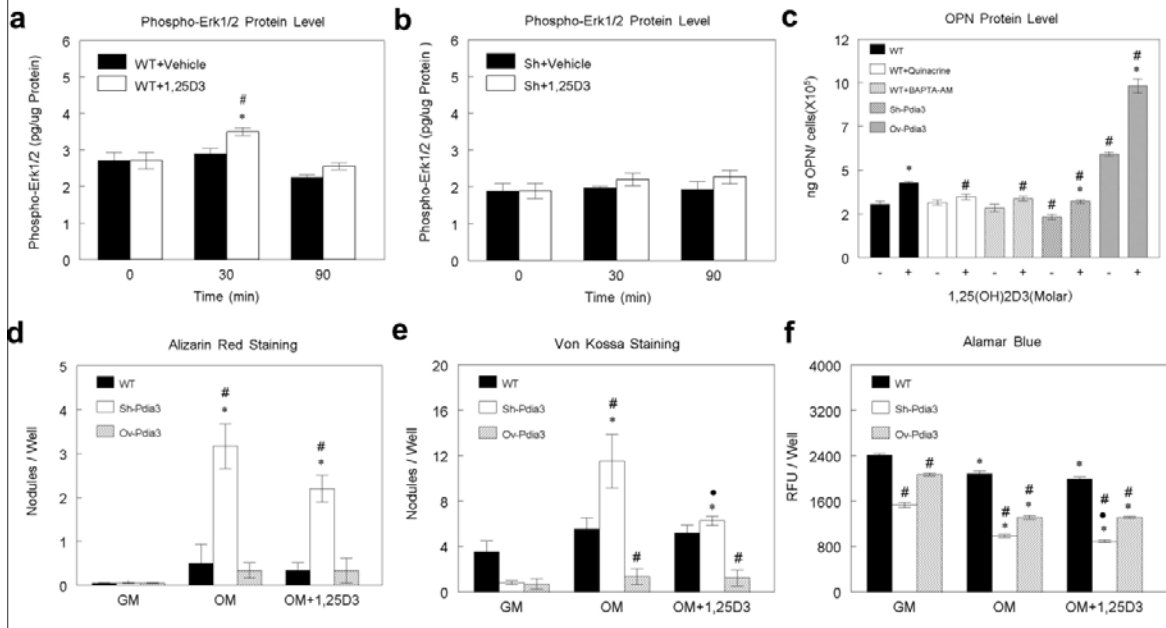 a
Phospho-Erk1/2 Protein Level
Phospho-Erk1/2 (pg/ug Protein)
6
5
4
3
2
1
0
WT+Vehicle
WT+1,25D3
#
*
0 30 90
Time (min)
b
Phospho-Erk1/2 Protein Level
Phospho-Erk1/2 (pg/ug Protein )
6
5
4
3
2
1
0
Sh+Vehicle
Sh+1,25D3
0 30 90
Time (min)
c
OPN Protein Level
ng OPN/ cells(X10⁵)
12
10
7
5
2
0
WT
WT+Quinacrine
WT+BAPTA-AM
Sh-Pdia3
Ov-Pdia3
* # # # # * # # *
- + - + - + - + - +
1,25(OH)2D3(Molar)
d
Alizarin Red Staining
Nodules / Well
5
4
3
2
1
0
WT
Sh-Pdia3
Ov-Pdia3
# *
# *
GM OM OM+1,25D3
e
Von Kossa Staining
Nodules / Well
20
16
12
8
4
0
WT
Sh-Pdia3
Ov-Pdia3
# * #
● * #
GM OM OM+1,25D3
f
Alamar Blue
RFU / Well
4000
3200
2400
1600
800
0
WT
Sh-Pdia3
Ov-Pdia3
# #
* # * # *
* # ● * # *
GM OM OM+1,25D3